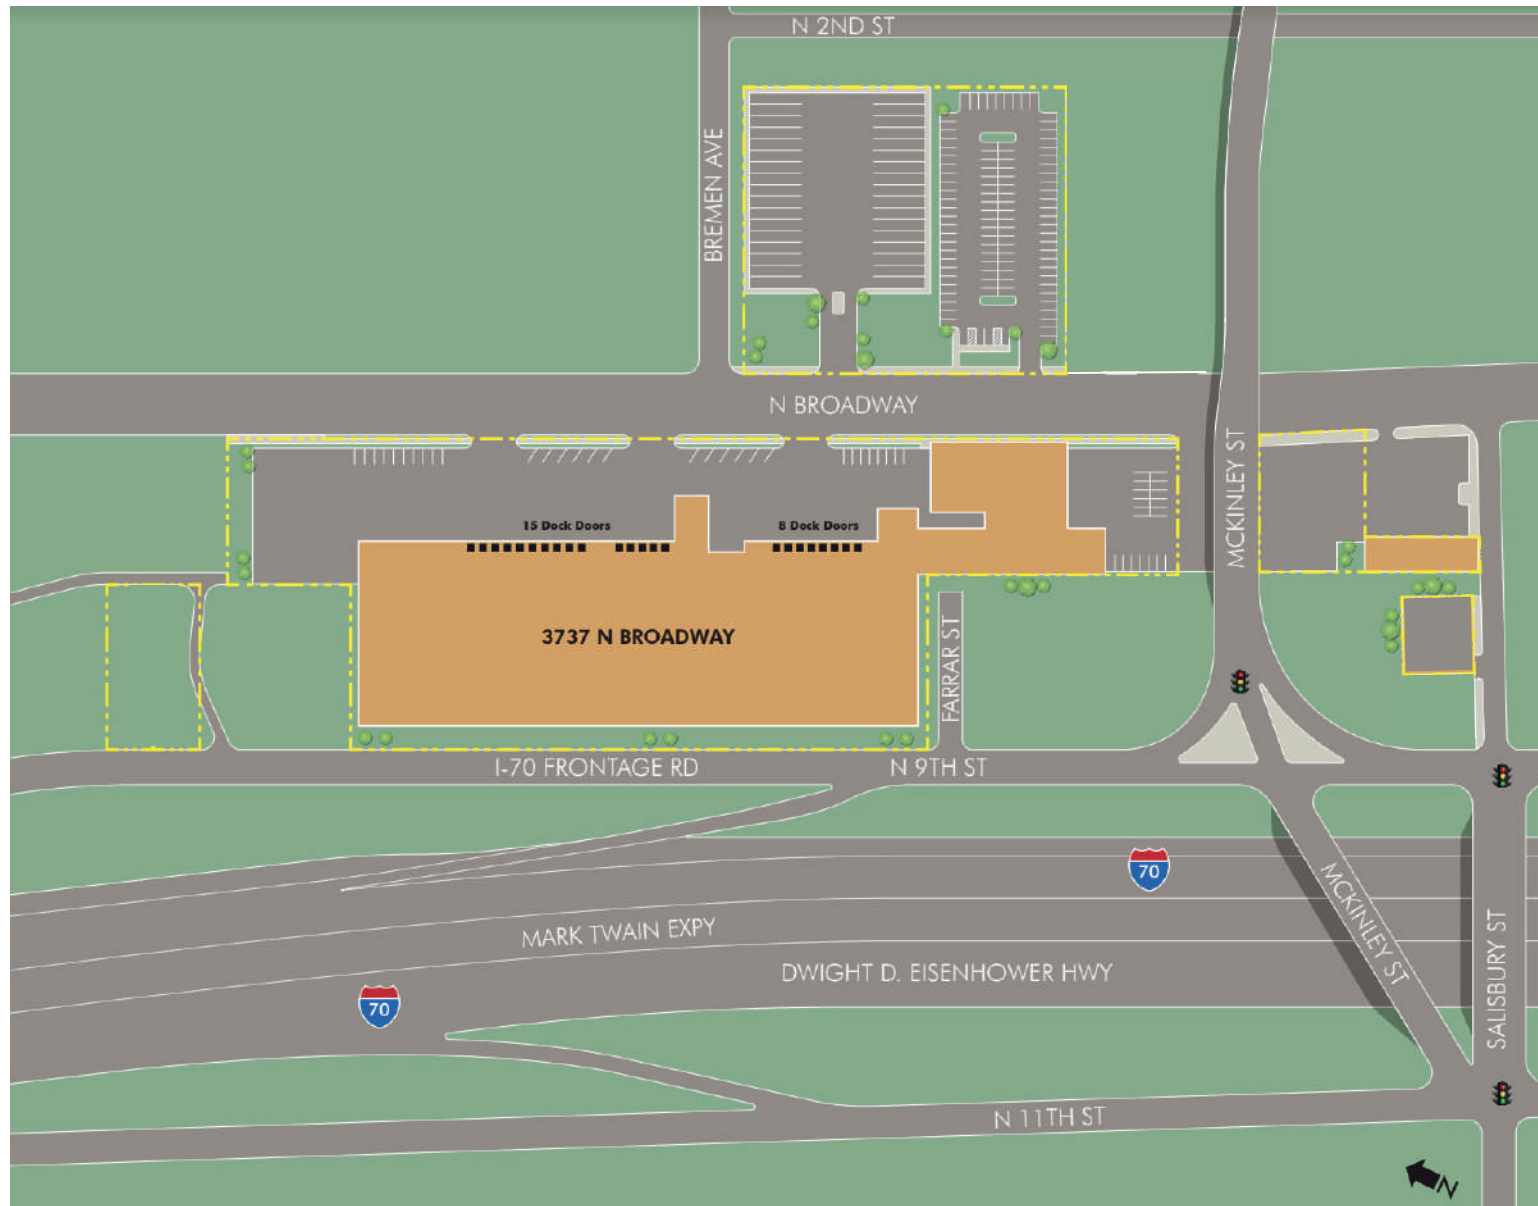 N 2ND ST
BREMEN AVE
N BROADWAY
MCKINLEY ST
15 Dock Doors
8 Dock Doors
3737 N BROADWAY
FARRAR ST
I-70 FRONTAGE RD
N 9TH ST
70
MCKINLEY ST
MARK TWAIN EXPY
DWIGHT D. EISENHOWER HWY
SALISBURY ST
70
N 11TH ST
N